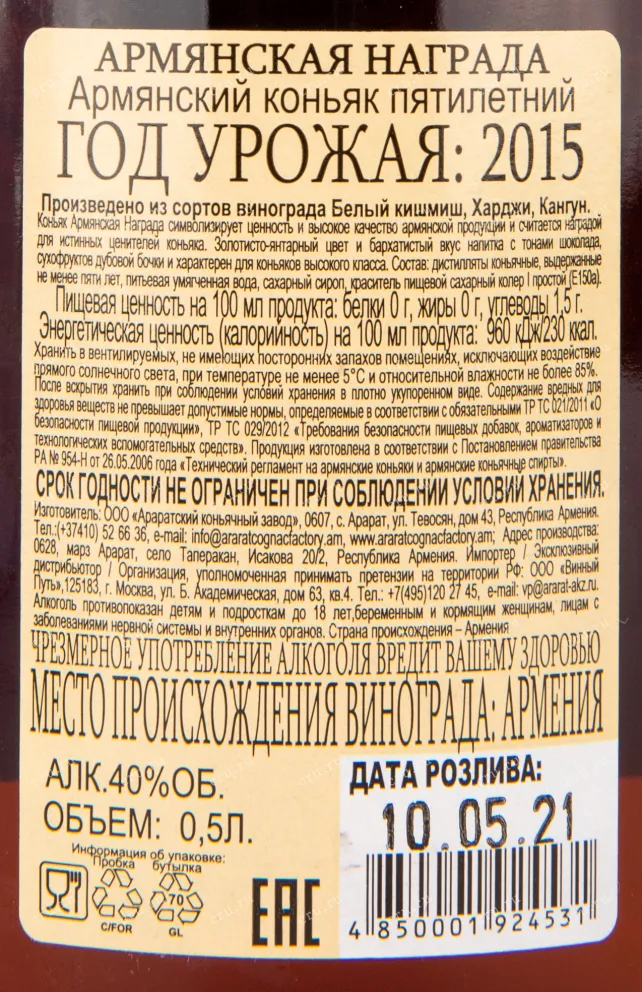 АРМЯНСКАЯ НАГРАДА
Армянский коньяк пятилетний
ГОД УРОЖАЯ: 2015
Произведено из сортов винограда Белый кишмиш, Харджи, Кангун.
Коньяк Армянская Награда символизирует ценность и высокое качество армянской продукции и считается наградой
для истинных ценителей коньяка. Золотисто-янтарный цвет и бархатистый вкус напитка с тонами шоколада,
сухофруктов дубовой бочки и характерен для коньяков высокого класса. Состав: дистилляты коньячные, выдержанные
не менее пяти лет, питьевая умягченная вода, сахарный сироп, краситель пищевой сахарный колер I простой (Е150а).
Пищевая ценность на 100 мл продукта: белки 0 г, жиры 0 г, углеводы 1,5 г.
Энергетическая ценность (калорийность) на 100 мл продукта: 960 кДж/230 ккал.
Хранить в вентилируемых, не имеющих посторонних запахов помещениях, исключающих воздействие
прямого солнечного света, при температуре не менее 5°С и относительной влажности не более 85%.
После вскрытия хранить при соблюдении условий хранения в плотно укупоренном виде. Содержание вредных для
здоровья веществ не превышает допустимые нормы, определяемые в соответствии с обязательными ТР ТС 021/2011 «О
безопасности пищевой продукции», ТР ТС 029/2012 «Требования безопасности пищевых добавок, ароматизаторов и
технологических вспомогательных средств». Продукция изготовлена в соответствии с Постановлением правительства
РА № 954-Н от 26.05.2006 года «Технический регламент на армянские коньяки и армянские коньячные спирты».
СРОК ГОДНОСТИ НЕ ОГРАНИЧЕН ПРИ СОБЛЮДЕНИИ УСЛОВИЙ ХРАНЕНИЯ.
Изготовитель: ООО «Араратский коньячный завод», 0607, с. Арарат, ул. Тевосян, дом 43, Республика Армения.
Тел.:(+37410) 52 66 36, e-mail: info@araratcognacfactory.am, www.araratcognacfactory.am; Адрес производства:
0628, марз Арарат, село Таперакан, Исакова 20/2, Республика Армения. Импортер / Эксклюзивный
дистрибьютор / Организация, уполномоченная принимать претензии на территории РФ: ООО «Винный
Путь»,125183, г. Москва, ул. Б. Академическая, дом 63, кв.4. Тел.: +7(495)120 27 45, e-mail: vp@ararat-akz.ru.
Алкоголь противопоказан детям и подросткам до 18 лет,беременным и кормящим женщинам, лицам с
заболеваниями нервной системы и внутренних органов. Страна происхождения – Армения
ЧРЕЗМЕРНОЕ УПОТРЕБЛЕНИЕ АЛКОГОЛЯ ВРЕДИТ ВАШЕМУ ЗДОРОВЬЮ
МЕСТО ПРОИСХОЖДЕНИЯ ВИНОГРАДА: АРМЕНИЯ
АЛК.40%ОБ.
ОБЪЕМ: 0,5Л.
Информация об упаковке:
Пробка бутылка
70
C/FOR GL
ЕАС
ДАТА РОЗЛИВА:
10.05.21
4 850001 924531